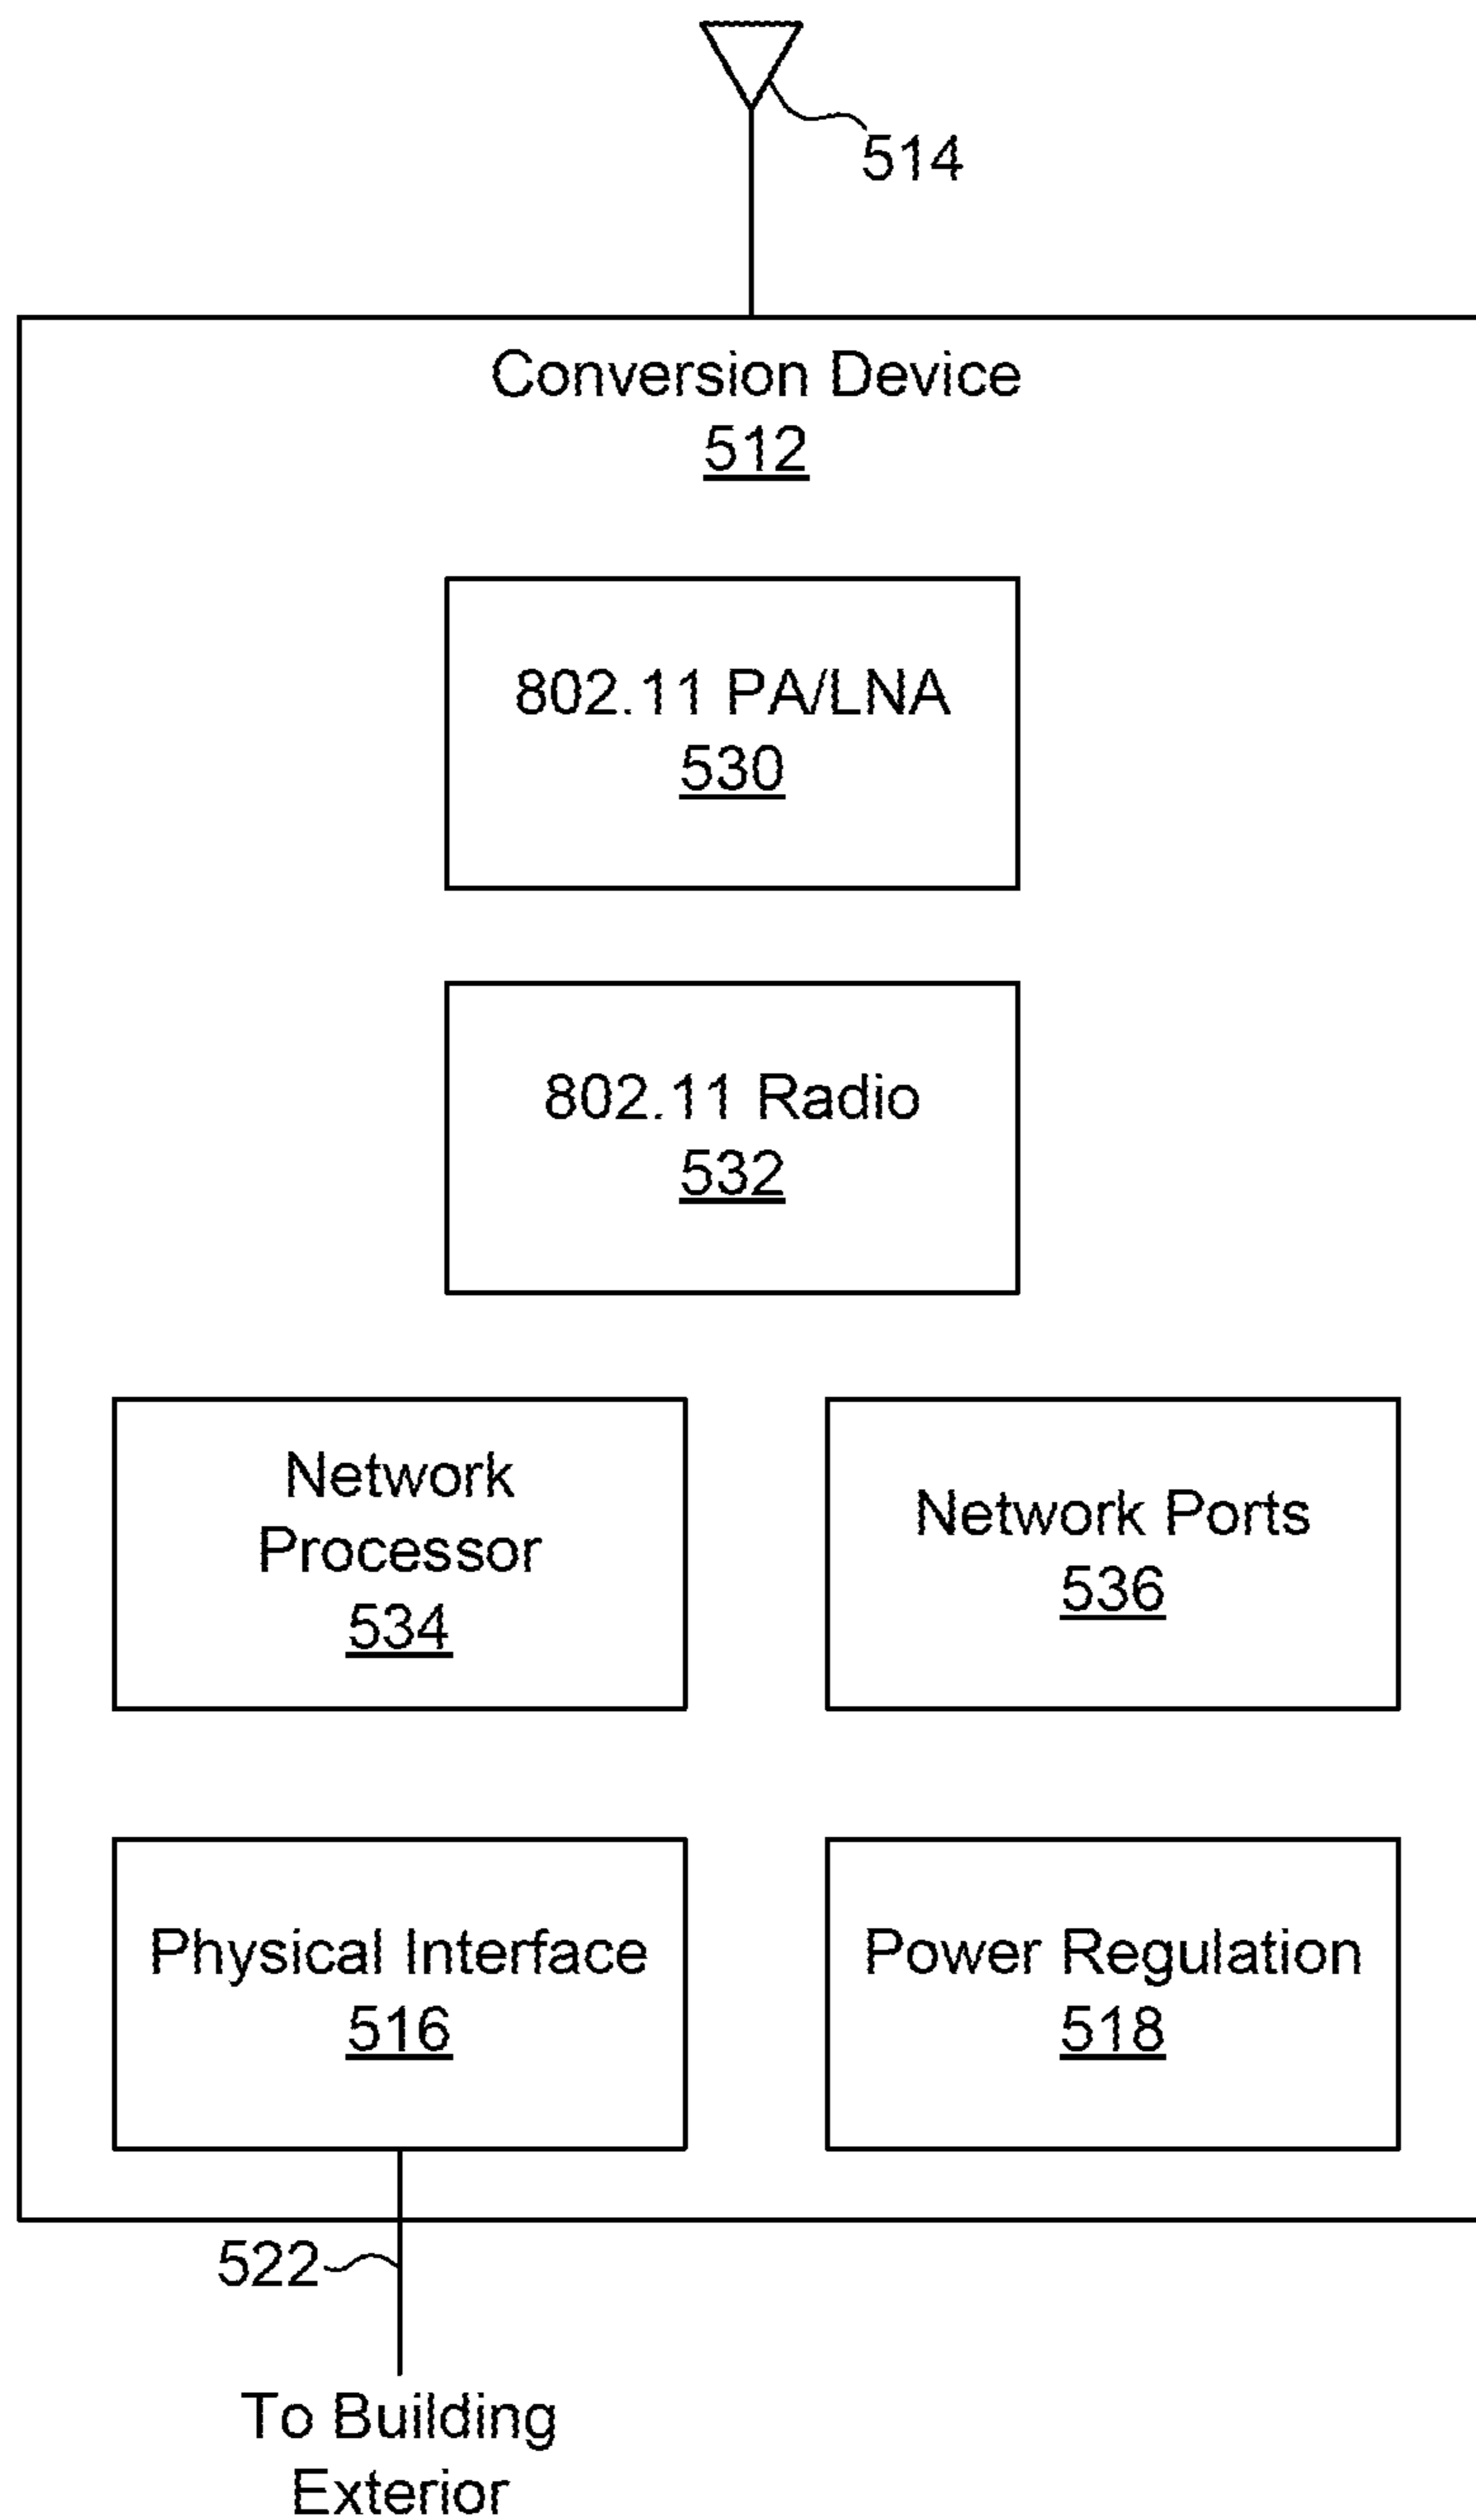 514
Conversion Device
512
802.11 PA/LNA
530
802.11 Radio
532
Network
Processor
534
Network Ports
536
Physical Interface
516
Power Regulation
518
522
To Building
Exterior